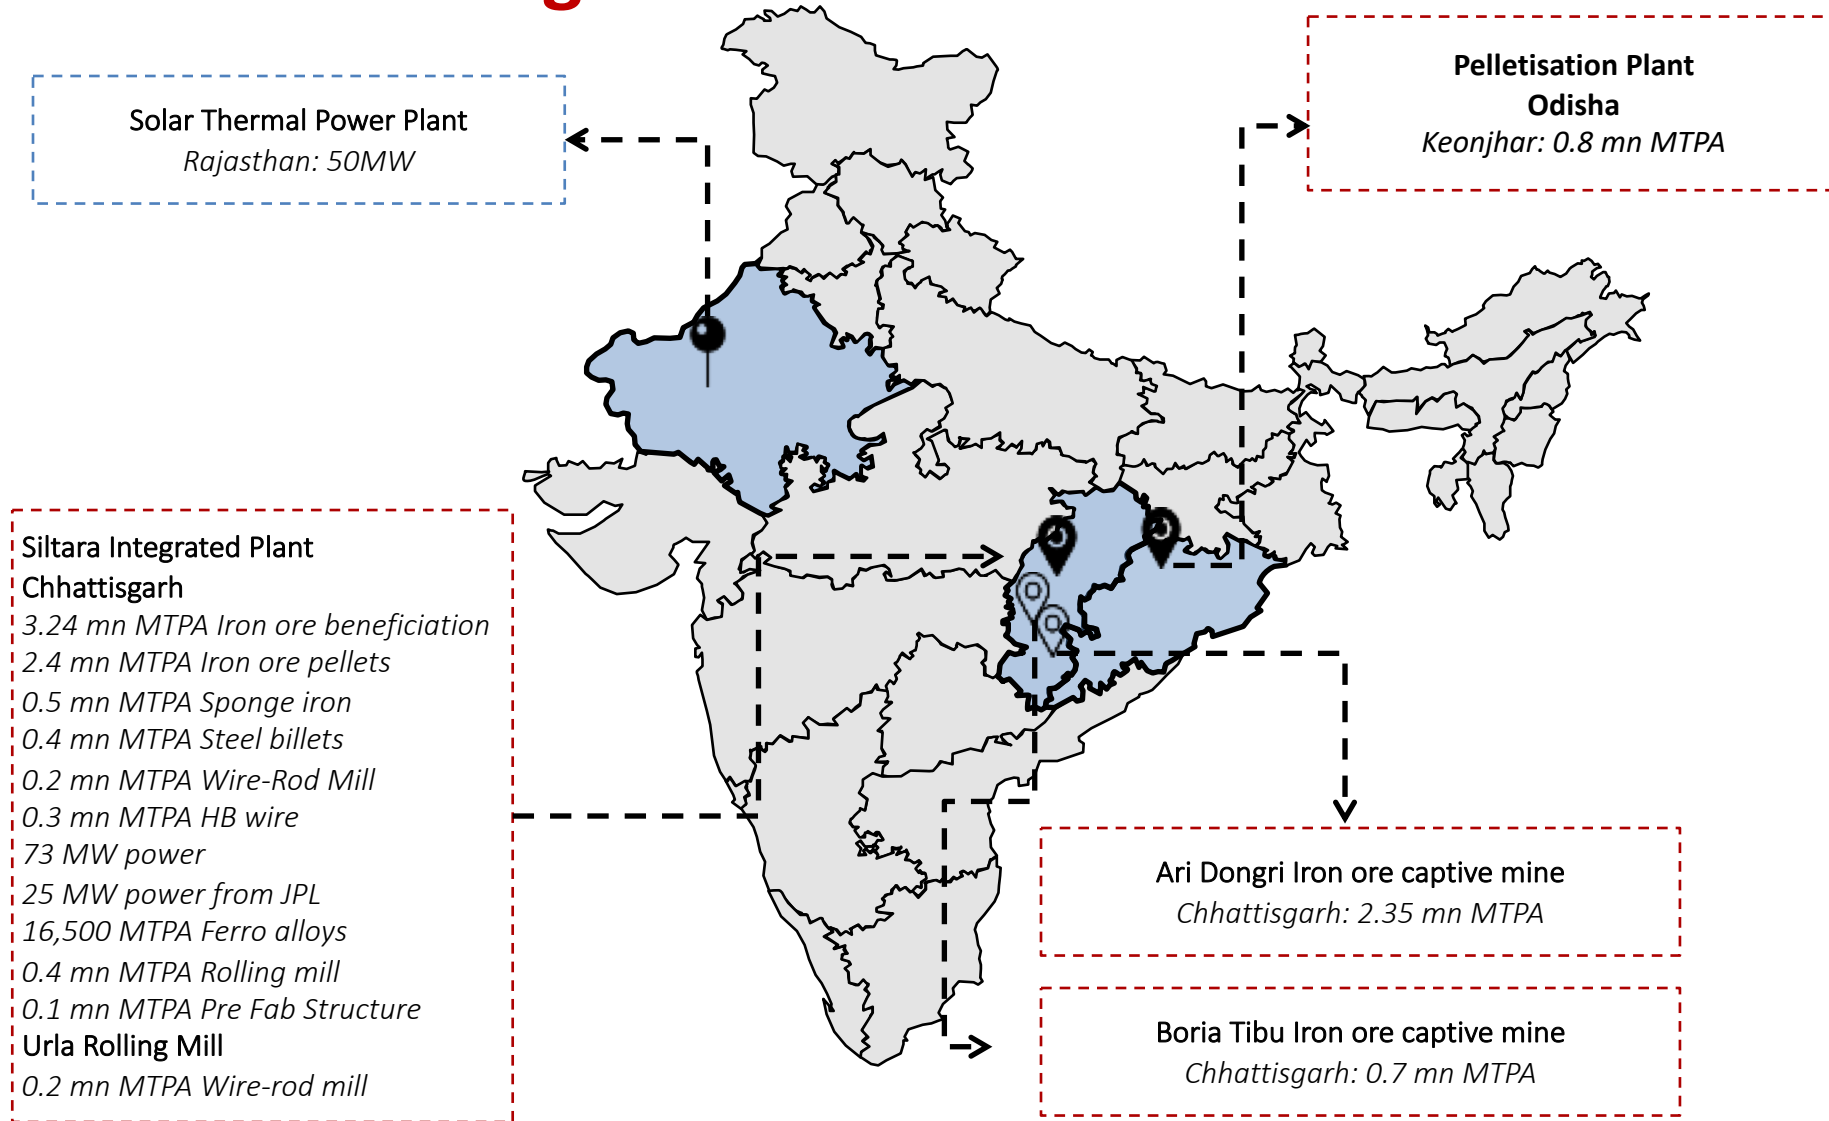 Solar Thermal Power Plant
Rajasthan: 50MW
Pelletisation Plant
Odisha
Keonjhar: 0.8 mn MTPA
Siltara Integrated Plant
Chhattisgarh
3.24 mn MTPA Iron ore beneficiation
2.4 mn MTPA Iron ore pellets
0.5 mn MTPA Sponge iron
0.4 mn MTPA Steel billets
0.2 mn MTPA Wire-Rod Mill
0.3 mn MTPA HB wire
73 MW power
25 MW power from JPL
16,500 MTPA Ferro alloys
0.4 mn MTPA Rolling mill
0.1 mn MTPA Pre Fab Structure
Urla Rolling Mill
0.2 mn MTPA Wire-rod mill
Ari Dongri Iron ore captive mine
Chhattisgarh: 2.35 mn MTPA
Boria Tibu Iron ore captive mine
Chhattisgarh: 0.7 mn MTPA